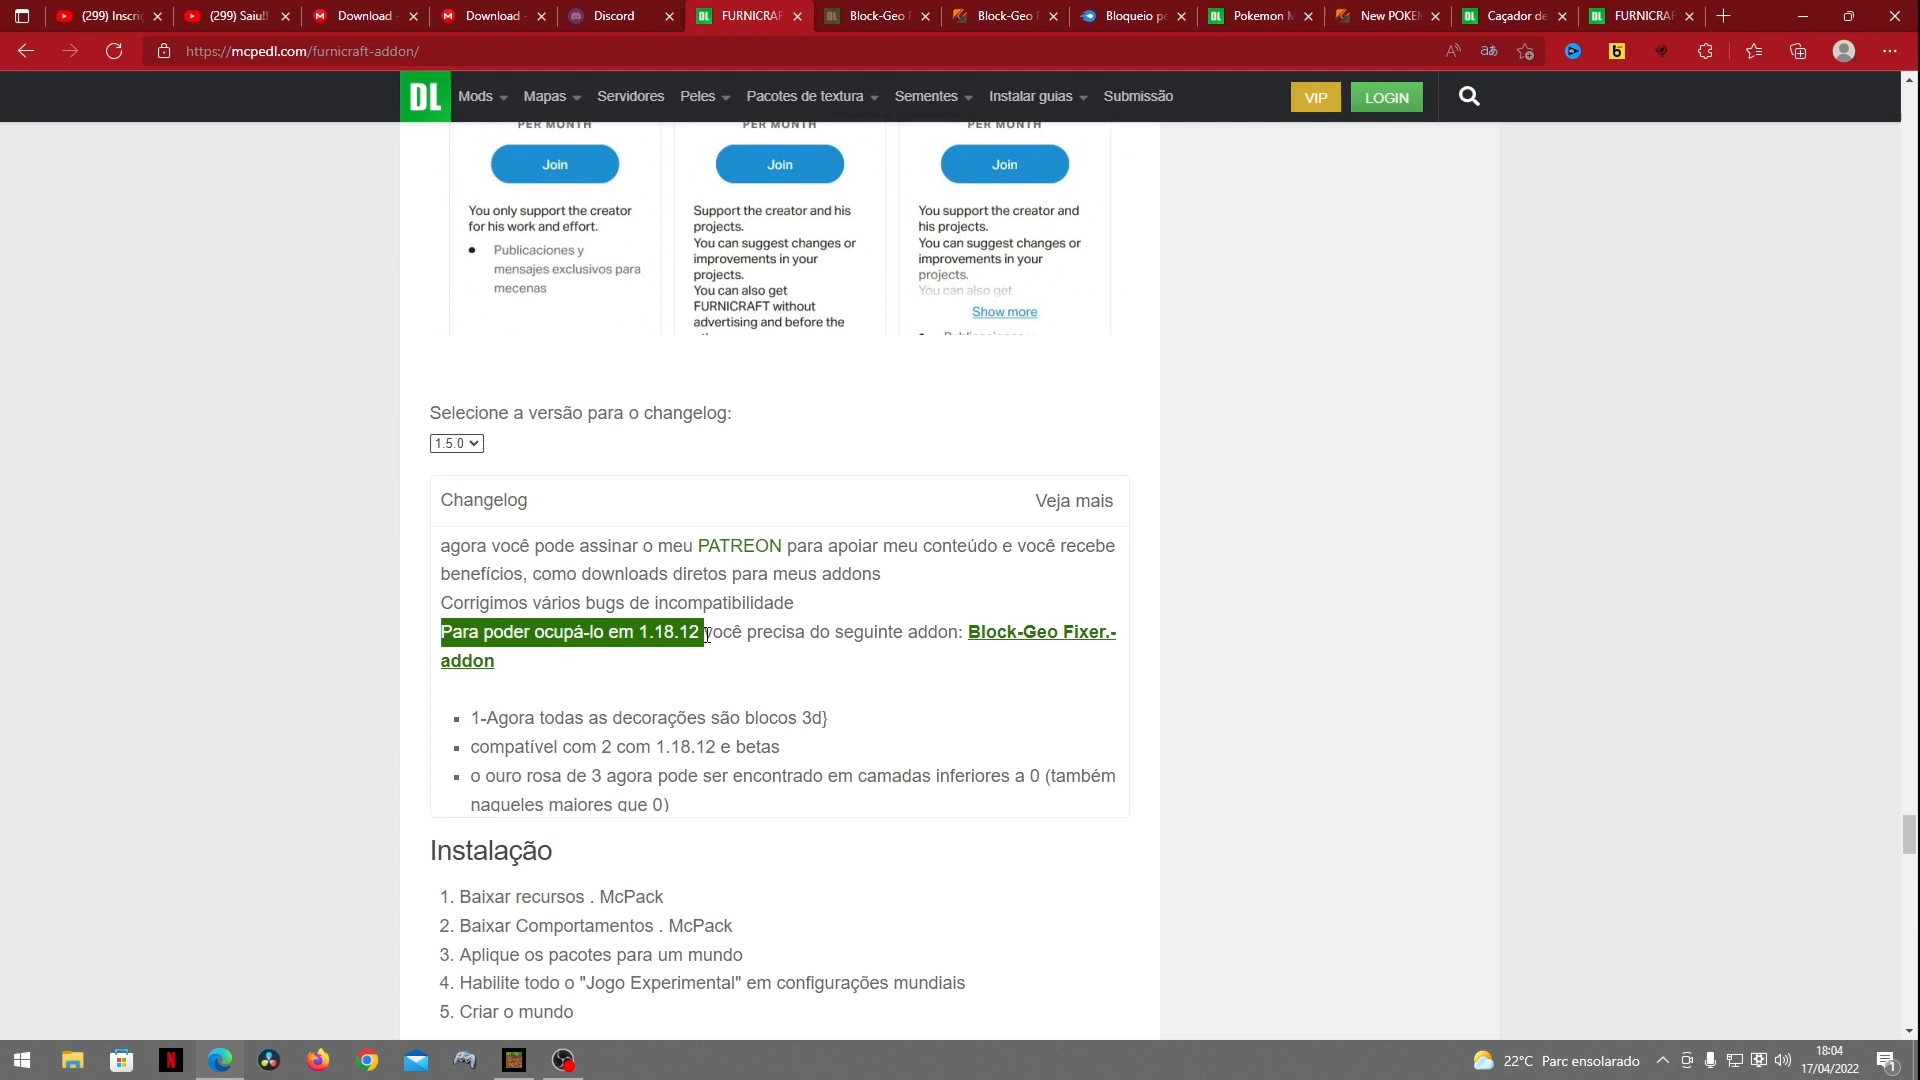 (299) Inscri
(299) Saiu!!
Download -
Download -
Discord
FURNICRAF
Block-Geo F
Block-Geo F
Bloqueio pe
Pokemon M
New POKEM
Caçador de
FURNICRAF
https://mcpedl.com/furnicraft-addon/
DL
Mods
Mapas
Servidores
Peles
Pacotes de textura
Sementes
Instalar guias
Submissão
VIP
LOGIN
PER MONTH
PER MONTH
PER MONTH
Join
Join
Join
You only support the creator
for his work and effort.
Publicaciones y
mensajes exclusivos para
mecenas
Support the creator and his
projects.
You can suggest changes or
improvements in your
projects.
You can also get
FURNICRAFT without
advertising and before the
You support the creator and
his projects.
You can suggest changes or
improvements in your
projects.
You can also get
Show more
Selecione a versão para o changelog:
1.5.0
Changelog
Veja mais
agora você pode assinar o meu PATREON para apoiar meu conteúdo e você recebe
benefícios, como downloads diretos para meus addons
Corrigimos vários bugs de incompatibilidade
Para poder ocupá-lo em 1.18.12 você precisa do seguinte addon: Block-Geo Fixer.-
addon
▪ 1-Agora todas as decorações são blocos 3d}
▪ compatível com 2 com 1.18.12 e betas
▪ o ouro rosa de 3 agora pode ser encontrado em camadas inferiores a 0 (também
naqueles maiores que 0)
Instalação
1. Baixar recursos . McPack
2. Baixar Comportamentos . McPack
3. Aplique os pacotes para um mundo
4. Habilite todo o "Jogo Experimental" em configurações mundiais
5. Criar o mundo
22°C Parc ensolarado
18:04
17/04/2022
1